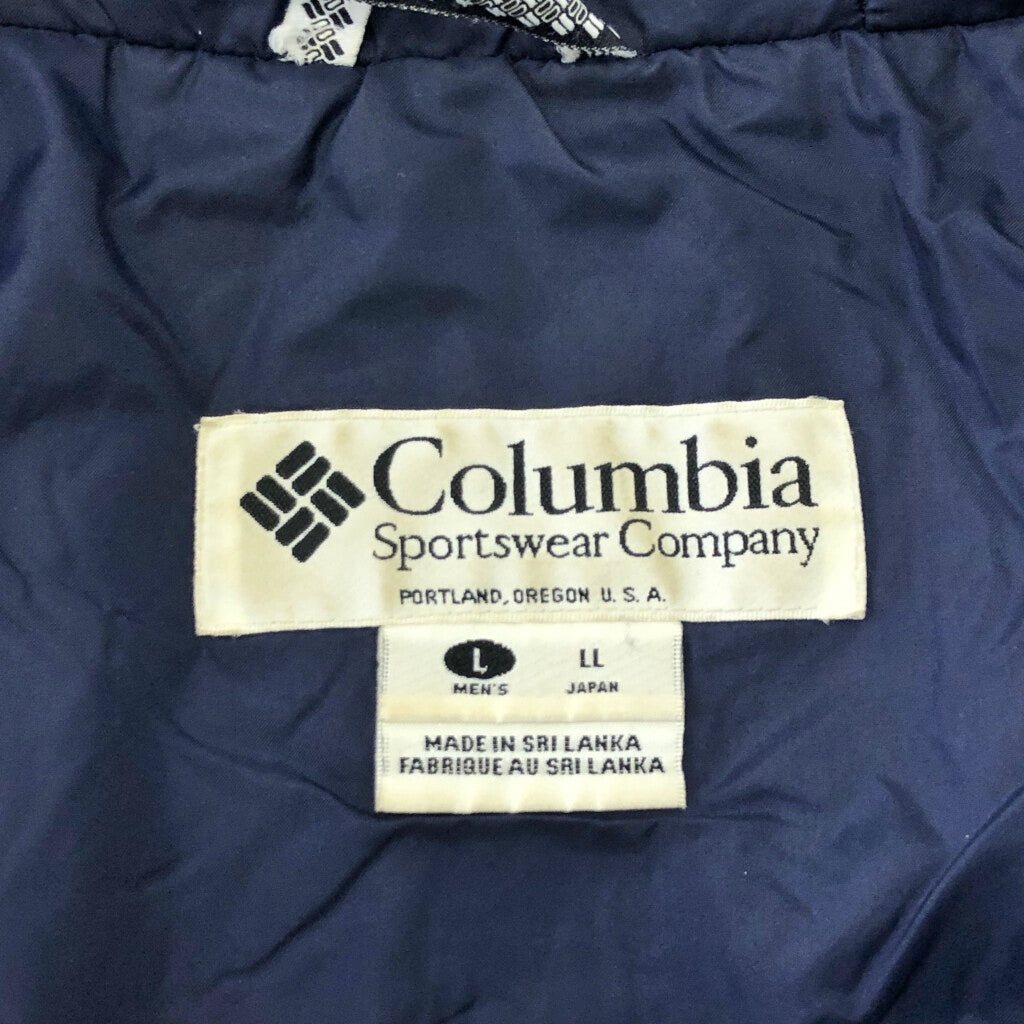 Columbia
Sportswear Company
PORTLAND, OREGON U. S. A.
L LL
MEN'S JAPAN
MADE IN SRI LANKA
FABRIQUE AU SRI LANKA